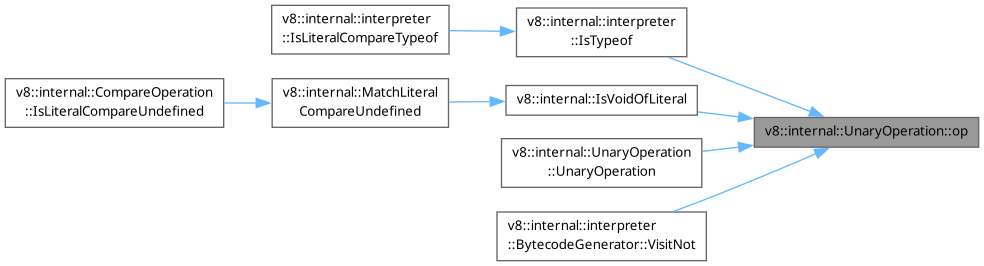 v8::internal::interpreter
::IsLiteralCompareTypeof
v8::internal::interpreter
::IsTypeof
v8::internal::CompareOperation
::IsLiteralCompareUndefined
v8::internal::MatchLiteral
CompareUndefined
v8::internal::IsVoidOfLiteral
v8::internal::UnaryOperation::op
v8::internal::UnaryOperation
::UnaryOperation
v8::internal::interpreter
::BytecodeGenerator::VisitNot